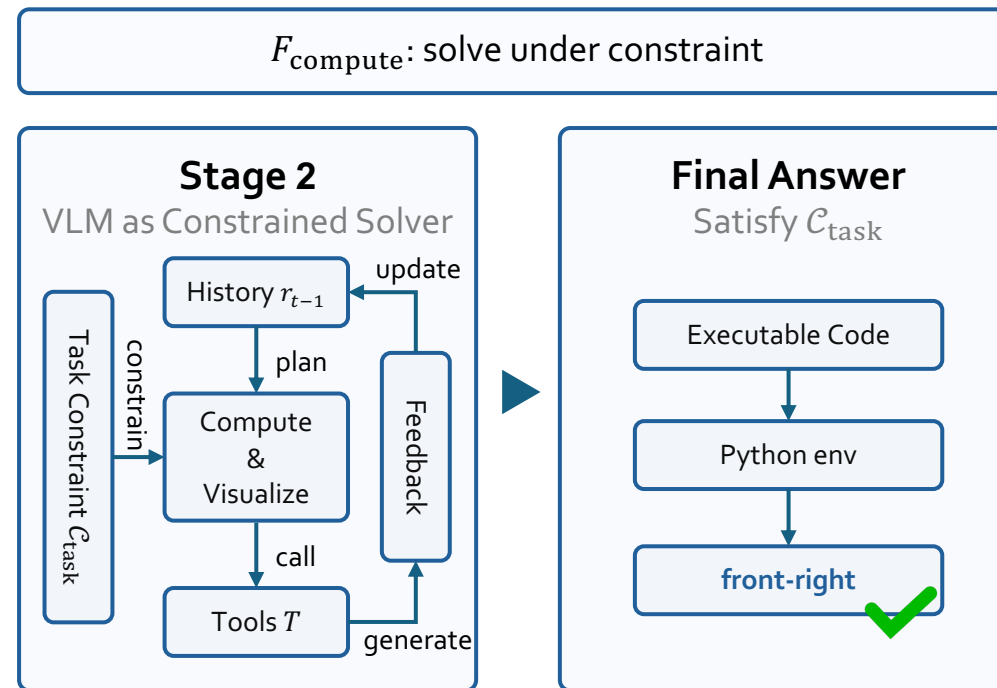 F_compute: solve under constraint
Stage 2
VLM as Constrained Solver
update
History r_{t−1}
Task Constraint 𝒞_task
constrain
plan
Compute
&
Visualize
Feedback
call
Tools T
generate
Final Answer
Satisfy 𝒞_task
Executable Code
Python env
front-right